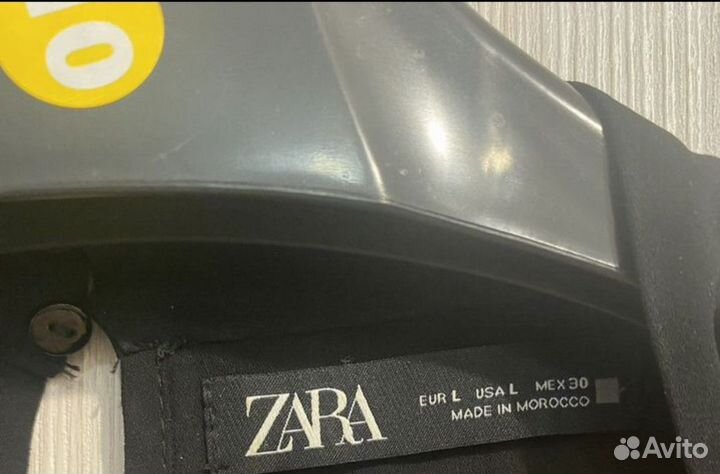 ZARA
EUR L USA L MEX 30
MADE IN MOROCCO
Avito